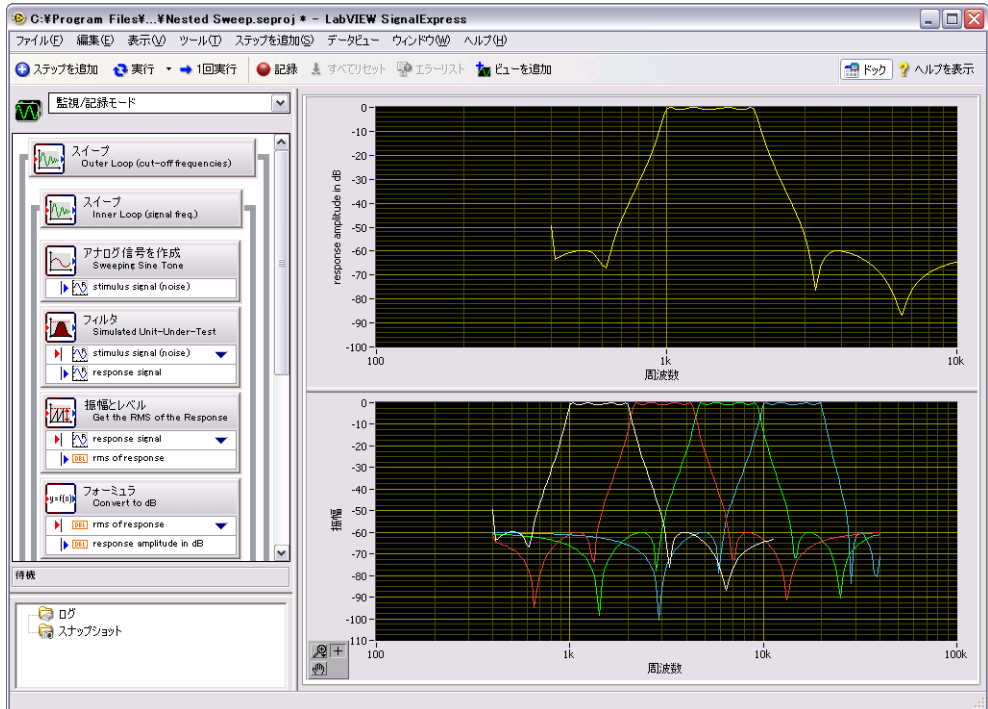 C:¥Program Files¥...¥Nested Sweep.seproj * - LabVIEW SignalExpress
ファイル(F) 編集(E) 表示(V) ツール(T) ステップを追加(S) データビュー ウィンドウ(W) ヘルプ(H)
ステップを追加 実行 1回実行 記録 すべてリセット エラーリスト ビューを追加 ドック ヘルプを表示
監視/記録モード
スイープ
Outer Loop (cut-off frequencies)
スイープ
Inner Loop (signal freq.)
アナログ信号を作成
Sweeping Sine Tone
stimulus signal (noise)
フィルタ
Simulated Unit-Under-Test
stimulus signal (noise)
response signal
振幅とレベル
Get the RMS of the Response
response signal
DBL rms of response
y=f(x)
フォーミュラ
Convert to dB
DBL rms of response
DBL response amplitude in dB
待機
ログ
スナップショット
response amplitude in dB
0
-10
-20
-30
-40
-50
-60
-70
-80
-90
-100
100 1k 10k
周波数
振幅
0
-10
-20
-30
-40
-50
-60
-70
-80
-90
-100
110
100 1k 10k 100k
周波数